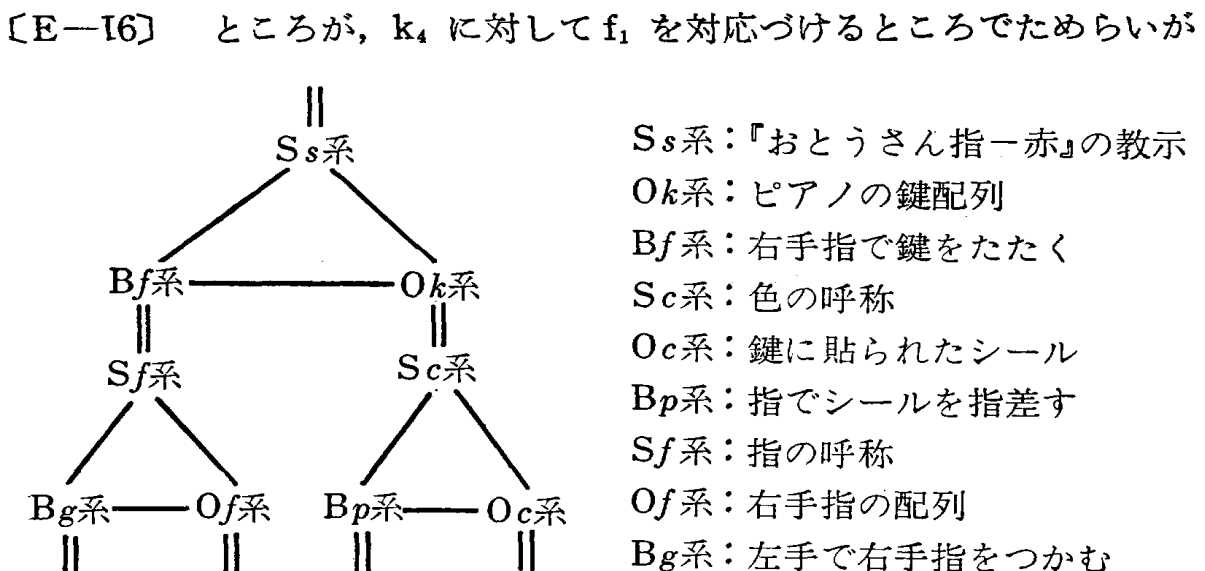 〔E—16〕 ところが，k₄ に対して f₁ を対応づけるところでためらいが
Ss系
Bf系 Ok系
Sf系 Sc系
Bg系 Of系 Bp系 Oc系
Ss系：『おとうさん指－赤』の教示
Ok系：ピアノの鍵配列
Bf系：右手指で鍵をたたく
Sc系：色の呼称
Oc系：鍵に貼られたシール
Bp系：指でシールを指差す
Sf系：指の呼称
Of系：右手指の配列
Bg系：左手で右手指をつかむ